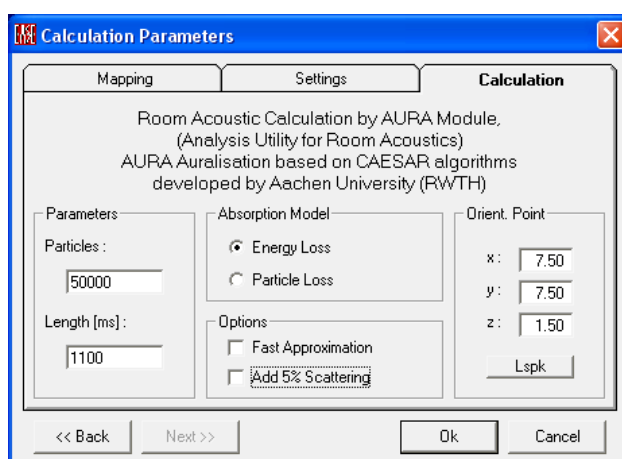 EASE Calculation Parameters
Mapping Settings Calculation
Room Acoustic Calculation by AURA Module,
(Analysis Utility for Room Acoustics)
AURA Auralisation based on CAESAR algorithms
developed by Aachen University (RWTH)
Parameters
Particles :
50000
Length [ms] :
1100
Absorption Model
Energy Loss
Particle Loss
Options
Fast Approximation
Add 5% Scattering
Orient. Point
x : 7.50
y : 7.50
z : 1.50
Lspk
<< Back Next >> Ok Cancel